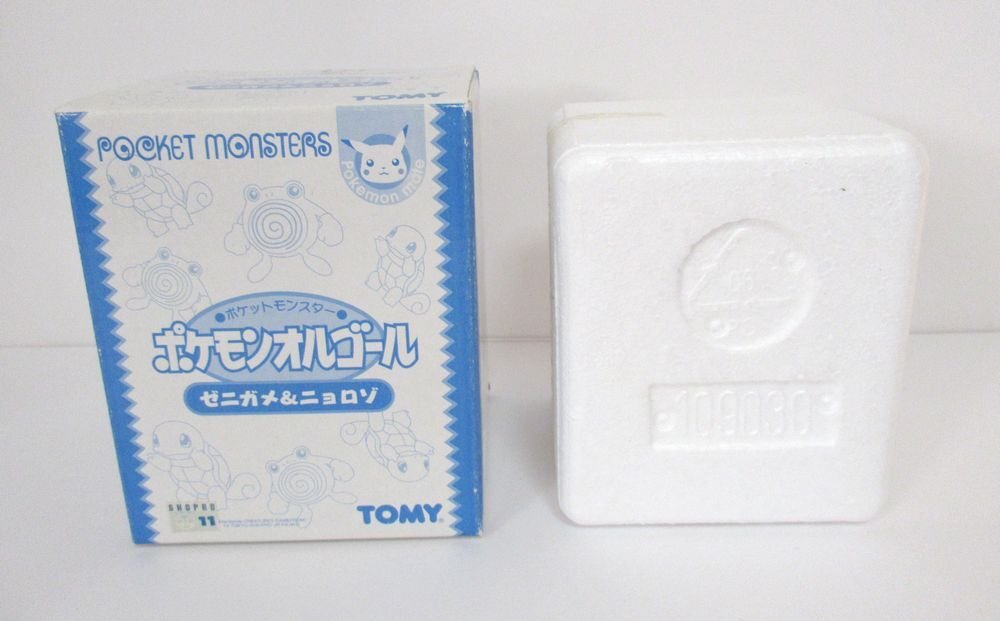 TOMY
POCKET MONSTERS
Pokémon mate
●ポケットモンスター●
ポケモンオルゴール
ゼニガメ&ニョロゾ
SHOPRO
11
TOMY
109030